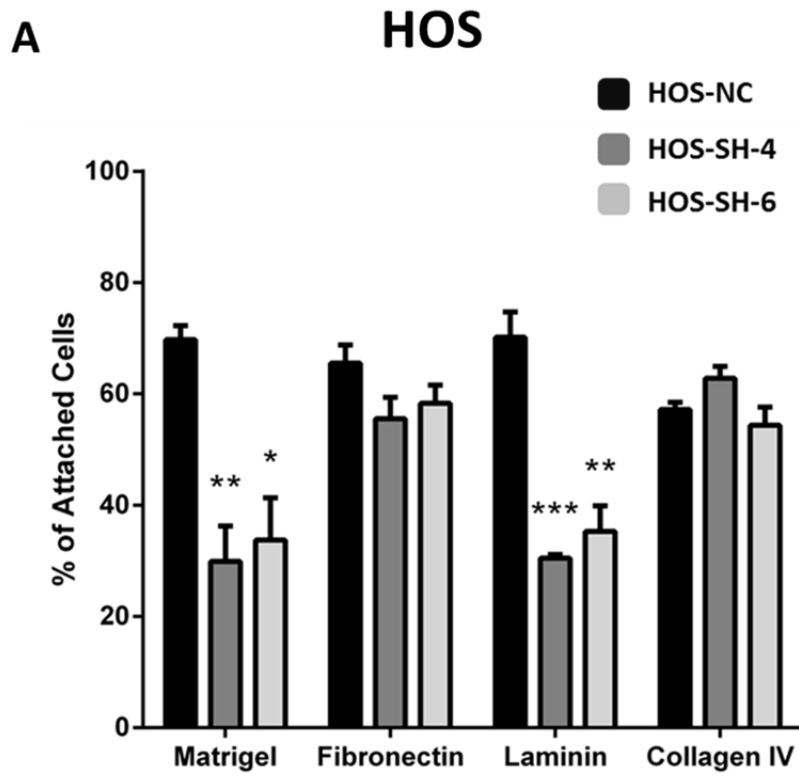 A
HOS
HOS-NC
HOS-SH-4
HOS-SH-6
% of Attached Cells
100
80
60
40
20
0
** * *** **
Matrigel Fibronectin Laminin Collagen IV